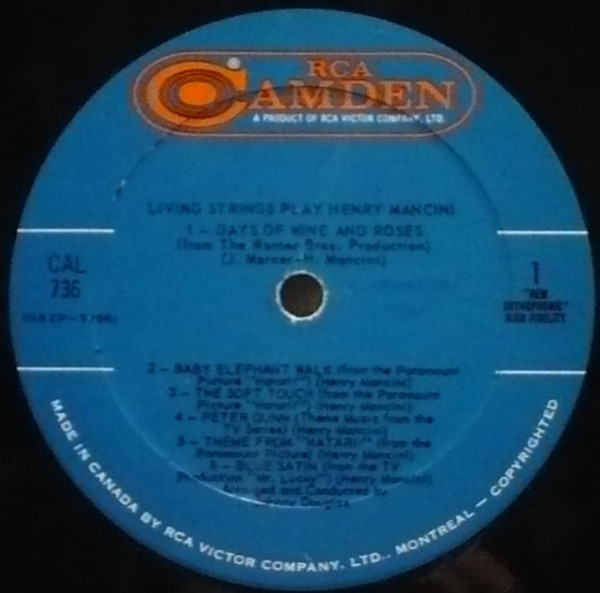 RCA
CAMDEN
A PRODUCT OF RCA VICTOR COMPANY, LTD.
LIVING STRINGS PLAY HENRY MANCINI
1 - DAYS OF WINE AND ROSES
(from The Warner Bros. Production)
(J. Mercer-H. Mancini)
CAL
736
1
"NEW
ORTHOPHONIC"
HIGH FIDELITY
2 - BABY ELEPHANT WALK (from the Paramount
Picture "Hatari!") (Henry Mancini)
3 - THE SOFT TOUCH (from the Paramount
Picture "Hatari!") (Henry Mancini)
4 - PETER GUNN (Theme Music from the
TV Series) (Henry Mancini)
5 - THEME FROM "HATARI!" (from the
Paramount Picture) (Henry Mancini)
6 - BLUE SATIN (from the TV
Production "Mr. Lucky") (Henry Mancini)
Arranged and Conducted by
Johnny Douglas
MADE IN CANADA BY RCA VICTOR COMPANY, LTD., MONTREAL - COPYRIGHTED